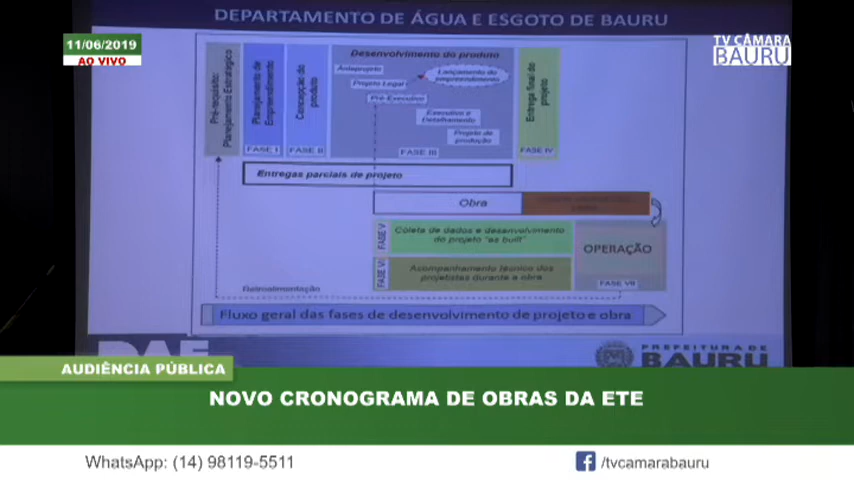 DEPARTAMENTO DE ÁGUA E ESGOTO DE BAURU
11/06/2019
AO VIVO
TV CÂMARA
BAURU
Pré-requisito:
Planejamento Estratégico
Planejamento de
Empreendimento
FASE I
Concepção do
produto
FASE II
Desenvolvimento do produto
Anteprojeto
Projeto Legal
Pré-Executivo
Lançamento do
empreendimento
Executivo e
Detalhamento
Projeto de
produção
FASE III
Entrega final do
projeto
FASE IV
Entregas parciais de projeto
Obra
FASE V
Coleta de dados e desenvolvimento
do projeto "as built"
FASE VI
Acompanhamento técnico dos
projetistas durante a obra
OPERAÇÃO
FASE VII
Retroalimentação
Fluxo geral das fases de desenvolvimento de projeto e obra
DAE
PREFEITURA DE
BAURU
AUDIÊNCIA PÚBLICA
NOVO CRONOGRAMA DE OBRAS DA ETE
WhatsApp: (14) 98119-5511
/tvcamarabauru